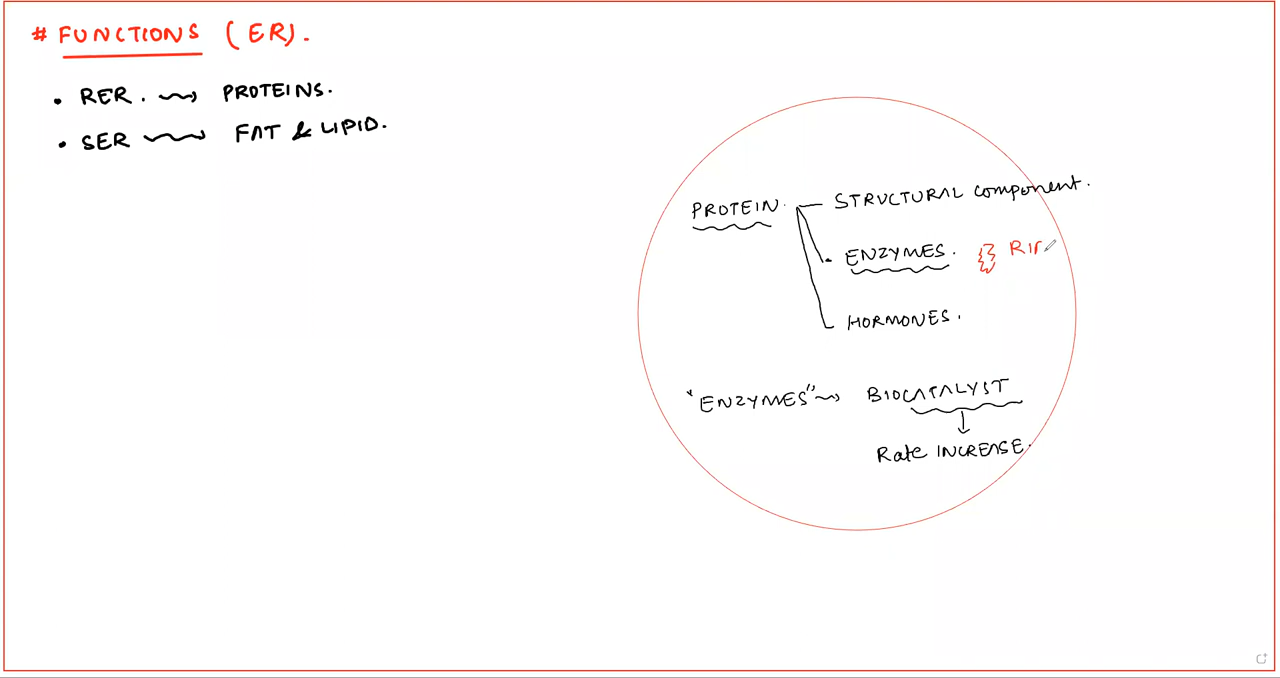 # FUNCTIONS (ER).
• RER. → PROTEINS.
• SER → FAT & LIPID.
PROTEIN. — STRUCTURAL component.
• ENZYMES.
HORMONES.
"ENZYMES" → BIOCATALYST
↓
Rate INCREASE.